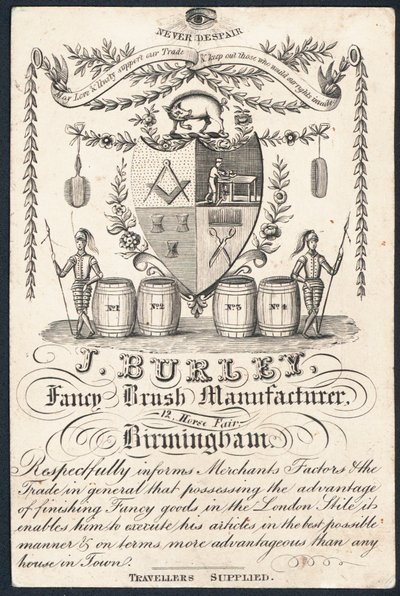 NEVER DESPAIR
May Love & Unity support our Trade & keep out those who would our rights invade
No1 No2 No3 No4
J. BURLEY,
Fancy Brush Manufacturer,
12, Horse Fair,
Birmingham
Respectfully informs Merchants Factors & the
Trade in general that possessing the advantage
of finishing Fancy goods in the London Stile, it
enables him to execute his articles in the best possible
manner & on terms more advantageous than any
house in Town.
TRAVELLERS SUPPLIED.